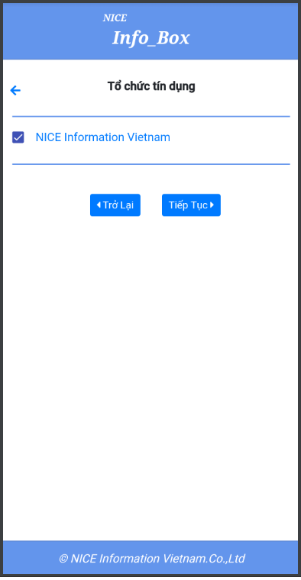 NICE
Info_Box
Tổ chức tín dụng
NICE Information Vietnam
Trở Lại
Tiếp Tục
© NICE Information Vietnam.Co.,Ltd